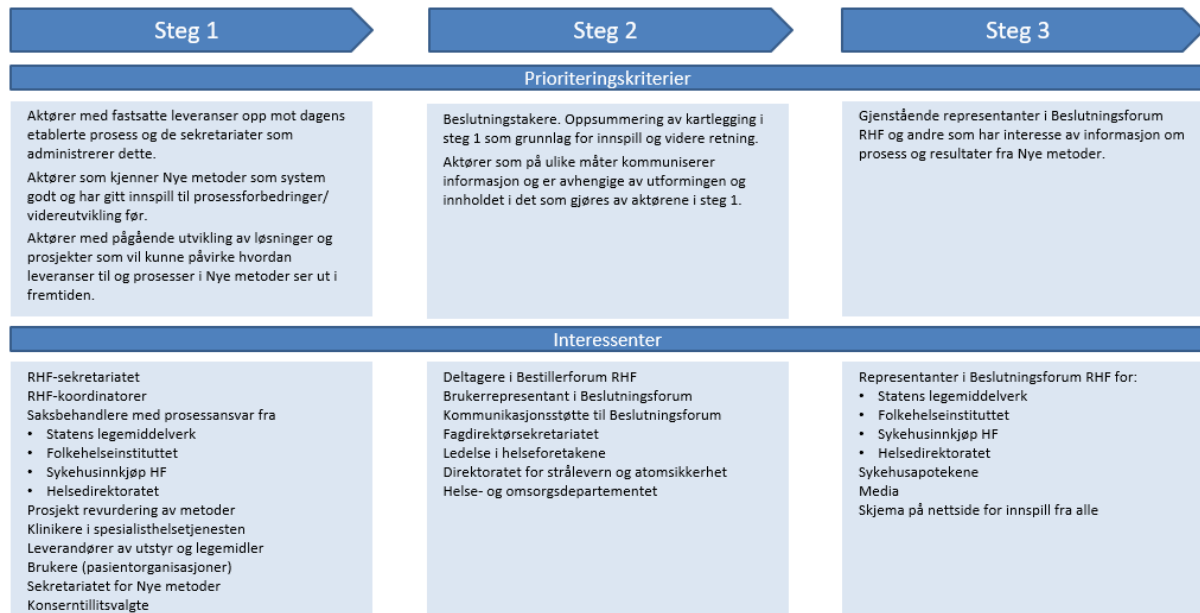 Steg 1
Steg 2
Steg 3
Prioriteringskriterier
Aktører med fastsatte leveranser opp mot dagens
etablerte prosess og de sekretariater som
administrerer dette.
Aktører som kjenner Nye metoder som system
godt og har gitt innspill til prosessforbedringer/
videreutvikling før.
Aktører med pågående utvikling av løsninger og
prosjekter som vil kunne påvirke hvordan
leveranser til og prosesser i Nye metoder ser ut i
fremtiden.
Beslutningstakere. Oppsummering av kartlegging i
steg 1 som grunnlag for innspill og videre retning.
Aktører som på ulike måter kommuniserer
informasjon og er avhengige av utformingen og
innholdet i det som gjøres av aktørene i steg 1.
Gjenstående representanter i Beslutningsforum
RHF og andre som har interesse av informasjon om
prosess og resultater fra Nye metoder.
Interessenter
RHF-sekretariatet
RHF-koordinatorer
Saksbehandlere med prosessansvar fra
• Statens legemiddelverk
• Folkehelseinstituttet
• Sykehusinnkjøp HF
• Helsedirektoratet
Prosjekt revurdering av metoder
Klinikere i spesialisthelsetjenesten
Leverandører av utstyr og legemidler
Brukere (pasientorganisasjoner)
Sekretariatet for Nye metoder
Konserntillitsvalgte
Deltagere i Bestillerforum RHF
Brukerrepresentant i Beslutningsforum
Kommunikasjonsstøtte til Beslutningsforum
Fagdirektørsekretariatet
Ledelse i helseforetakene
Direktoratet for strålevern og atomsikkerhet
Helse- og omsorgsdepartementet
Representanter i Beslutningsforum RHF for:
• Statens legemiddelverk
• Folkehelseinstituttet
• Sykehusinnkjøp HF
• Helsedirektoratet
Sykehusapotekene
Media
Skjema på nettside for innspill fra alle